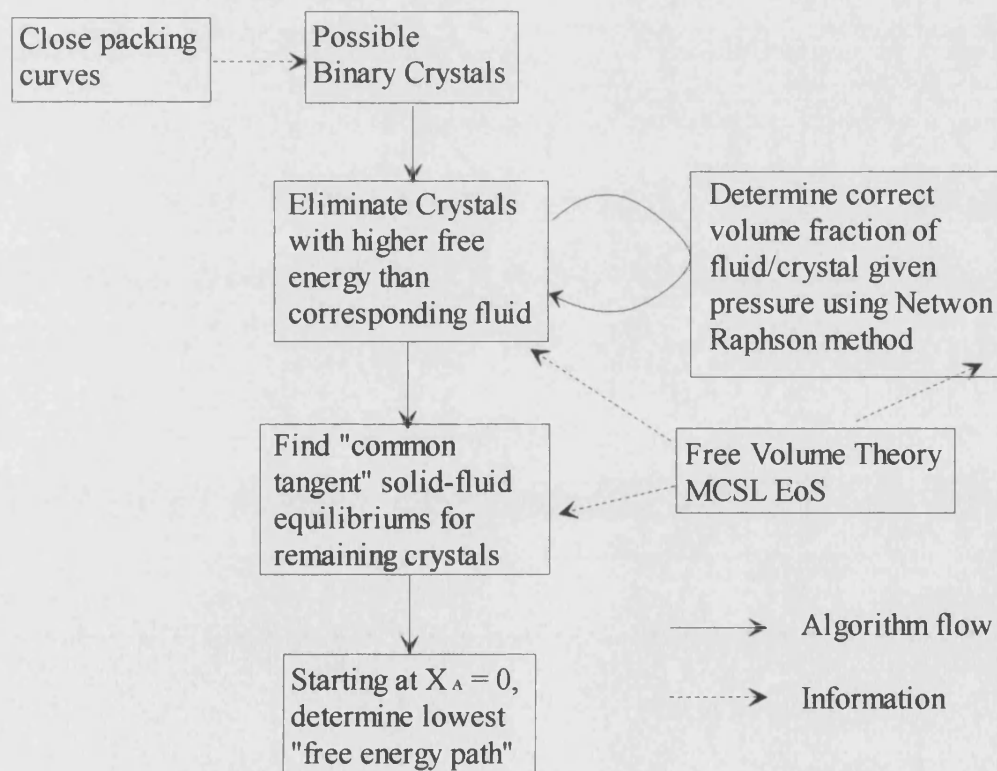 Close packing
curves
Possible
Binary Crystals
Eliminate Crystals
with higher free
energy than
corresponding fluid
Determine correct
volume fraction of
fluid/crystal given
pressure using Netwon
Raphson method
Find "common
tangent" solid-fluid
equilibriums for
remaining crystals
Free Volume Theory
MCSL EoS
Starting at X A = 0,
determine lowest
"free energy path"
Algorithm flow
Information